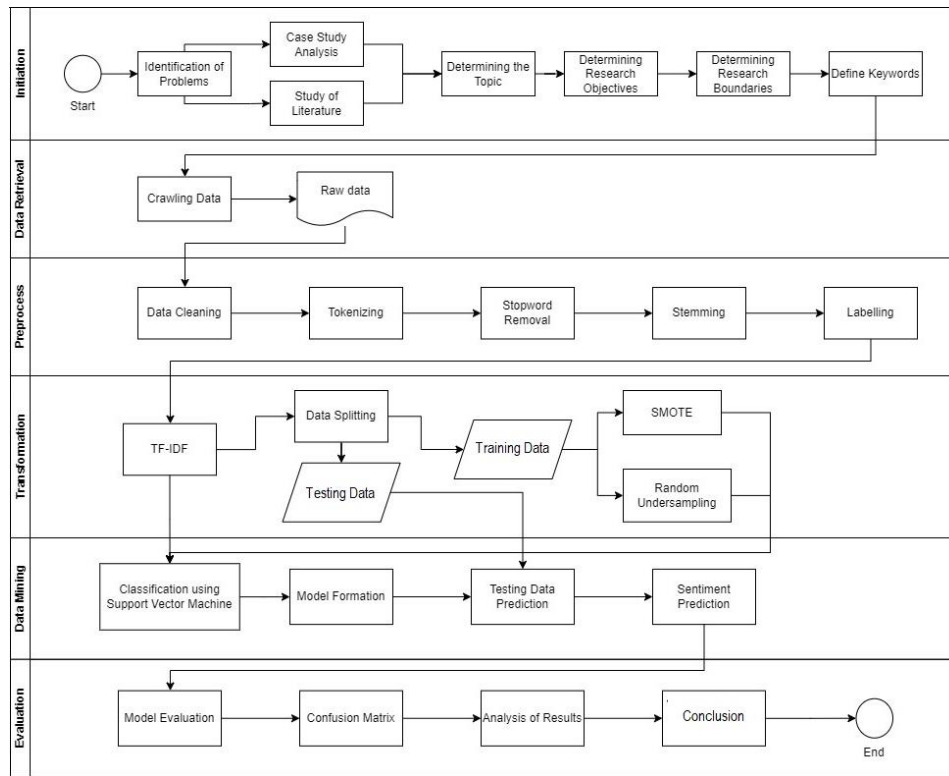 Initiation
Start
Identification of
Problems
Case Study
Analysis
Study of
Literature
Determining the
Topic
Determining
Research
Objectives
Determining
Research
Boundaries
Define Keywords
Data Retrieval
Crawling Data
Raw data
Preprocess
Data Cleaning
Tokenizing
Stopword
Removal
Stemming
Labelling
Transformation
TF-IDF
Data Splitting
Testing Data
Training Data
SMOTE
Random
Undersampling
Data Mining
Classification using
Support Vector Machine
Model Formation
Testing Data
Prediction
Sentiment
Prediction
Evaluation
Model Evaluation
Confusion Matrix
Analysis of Results
Conclusion
End